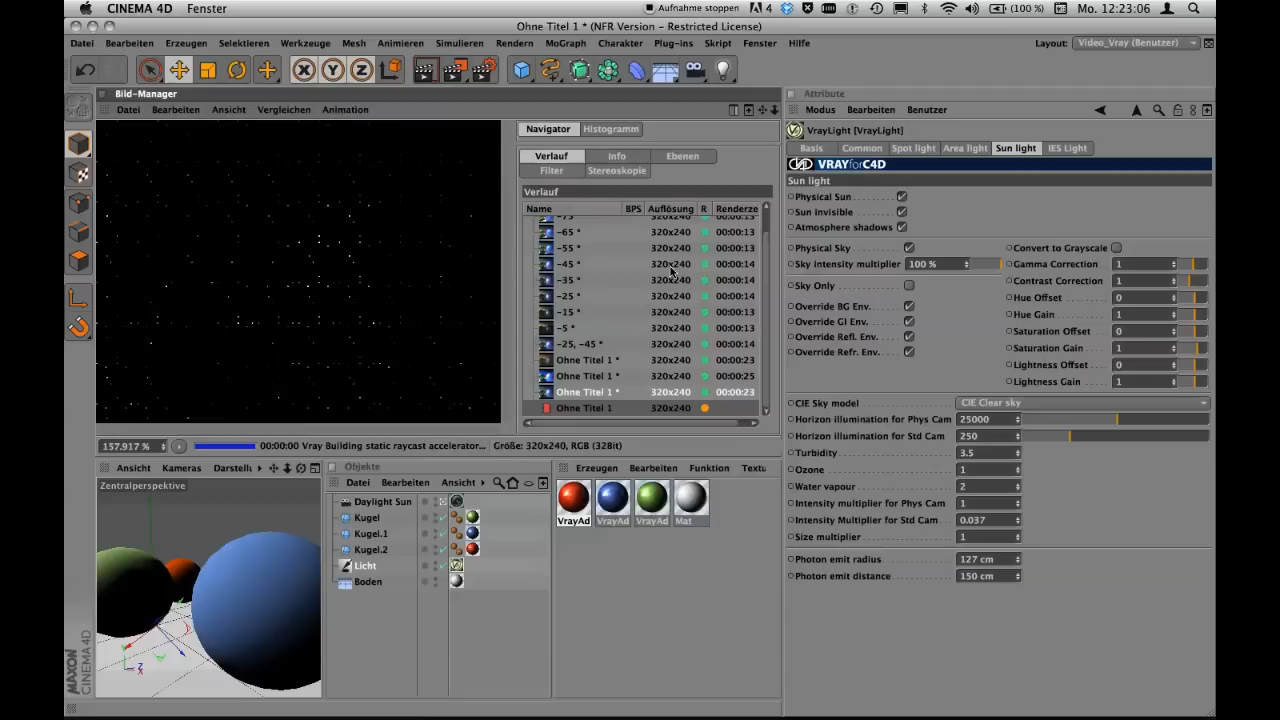 CINEMA 4D Fenster Aufnahme stoppen 4 (100 %) Mo. 12:23:06
Ohne Titel 1 * (NFR Version - Restricted License)
Datei Bearbeiten Erzeugen Selektieren Werkzeuge Mesh Animieren Simulieren Rendern MoGraph Charakter Plug-ins Skript Fenster Hilfe Layout: Video_Vray (Benutzer)
X Y Z
Bild-Manager
Datei Bearbeiten Ansicht Vergleichen Animation
Navigator Histogramm
Verlauf Info Ebenen
Filter Stereoskopie
Verlauf
Name BPS Auflösung R Renderze
-75 320x240 00:00:13
-65 * 320x240 00:00:13
-55 * 320x240 00:00:13
-45 * 320x240 00:00:14
-35 * 320x240 00:00:14
-25 * 320x240 00:00:14
-15 * 320x240 00:00:13
-5 * 320x240 00:00:13
-25, -45 * 320x240 00:00:14
Ohne Titel 1 * 320x240 00:00:23
Ohne Titel 1 * 320x240 00:00:25
Ohne Titel 1 * 320x240 00:00:23
Ohne Titel 1 320x240
157.917 % 00:00:00 Vray Building static raycast accelerator... Größe: 320x240, RGB (328it)
Ansicht Kameras Darstell
Zentralperspektive
Y
Z
X
Objekte
Datei Bearbeiten Ansicht
Daylight Sun
Kugel
Kugel.1
Kugel.2
Licht
Boden
Erzeugen Bearbeiten Funktion Textu
VrayAd VrayAd VrayAd Mat
MAXON
CINEMA 4D
Attribute
Modus Bearbeiten Benutzer
VrayLight [VrayLight]
Basis Common Spot light Area light Sun light IES Light
VRAYforC4D
Sun light
Physical Sun
Sun invisible
Atmosphere shadows
Physical Sky Convert to Grayscale
Sky intensity multiplier 100 % Gamma Correction 1
Sky Only Contrast Correction 1
Override BG Env. Hue Offset 0
Override GI Env. Hue Gain 1
Override Refl. Env. Saturation Offset 0
Override Refr. Env. Saturation Gain 1
Lightness Offset 0
Lightness Gain 1
CIE Sky model CIE Clear sky
Horizon illumination for Phys Cam 25000
Horizon illumination for Std Cam 250
Turbidity 3.5
Ozone 1
Water vapour 2
Intensity multiplier for Phys Cam 1
Intensity Multiplier for Std Cam 0.037
Size multiplier 1
Photon emit radius 127 cm
Photon emit distance 150 cm